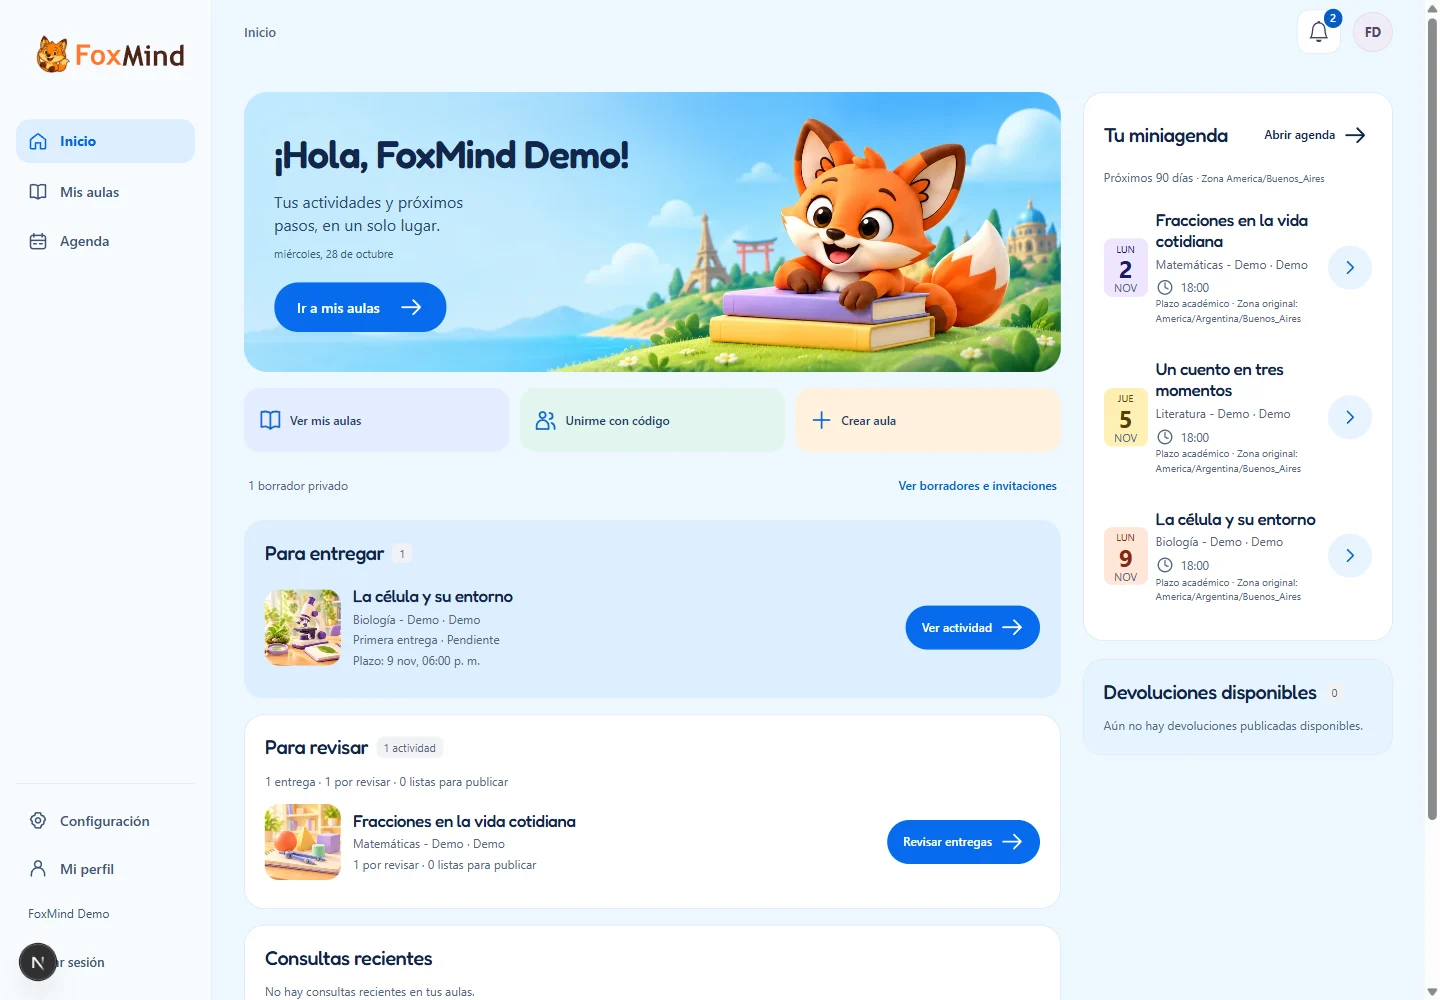 FoxMind
Inicio
Mis aulas
Agenda
Configuración
Mi perfil
FoxMind Demo
N
r sesión
Inicio
2
FD
¡Hola, FoxMind Demo!
Tus actividades y próximos
pasos, en un solo lugar.
miércoles, 28 de octubre
Ir a mis aulas
Ver mis aulas
Unirme con código
Crear aula
1 borrador privado
Ver borradores e invitaciones
Para entregar 1
La célula y su entorno
Biología - Demo · Demo
Primera entrega · Pendiente
Plazo: 9 nov, 06:00 p. m.
Ver actividad
Para revisar 1 actividad
1 entrega · 1 por revisar · 0 listas para publicar
Fracciones en la vida cotidiana
Matemáticas - Demo · Demo
1 por revisar · 0 listas para publicar
Revisar entregas
Consultas recientes
No hay consultas recientes en tus aulas.
Tu miniagenda
Abrir agenda
Próximos 90 días · Zona America/Buenos_Aires
LUN
2
NOV
Fracciones en la vida
cotidiana
Matemáticas - Demo · Demo
18:00
Plazo académico · Zona original:
America/Argentina/Buenos_Aires
JUE
5
NOV
Un cuento en tres
momentos
Literatura - Demo · Demo
18:00
Plazo académico · Zona original:
America/Argentina/Buenos_Aires
LUN
9
NOV
La célula y su entorno
Biología - Demo · Demo
18:00
Plazo académico · Zona original:
America/Argentina/Buenos_Aires
Devoluciones disponibles 0
Aún no hay devoluciones publicadas disponibles.